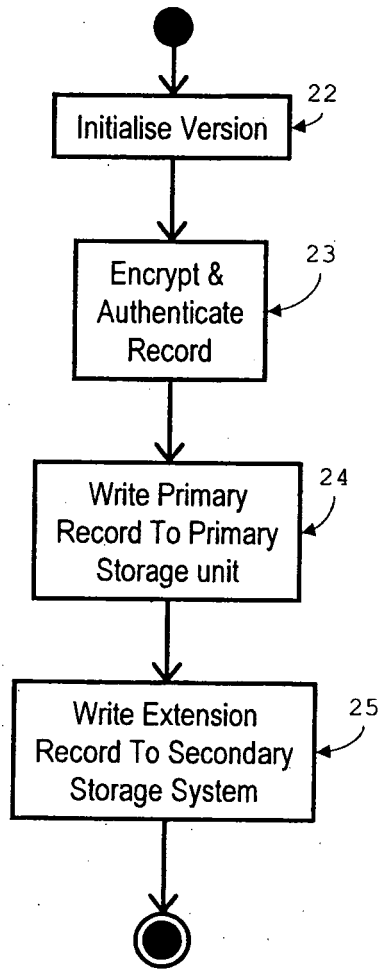 22
Initialise Version
23
Encrypt &
Authenticate
Record
24
Write Primary
Record To Primary
Storage unit
25
Write Extension
Record To Secondary
Storage System